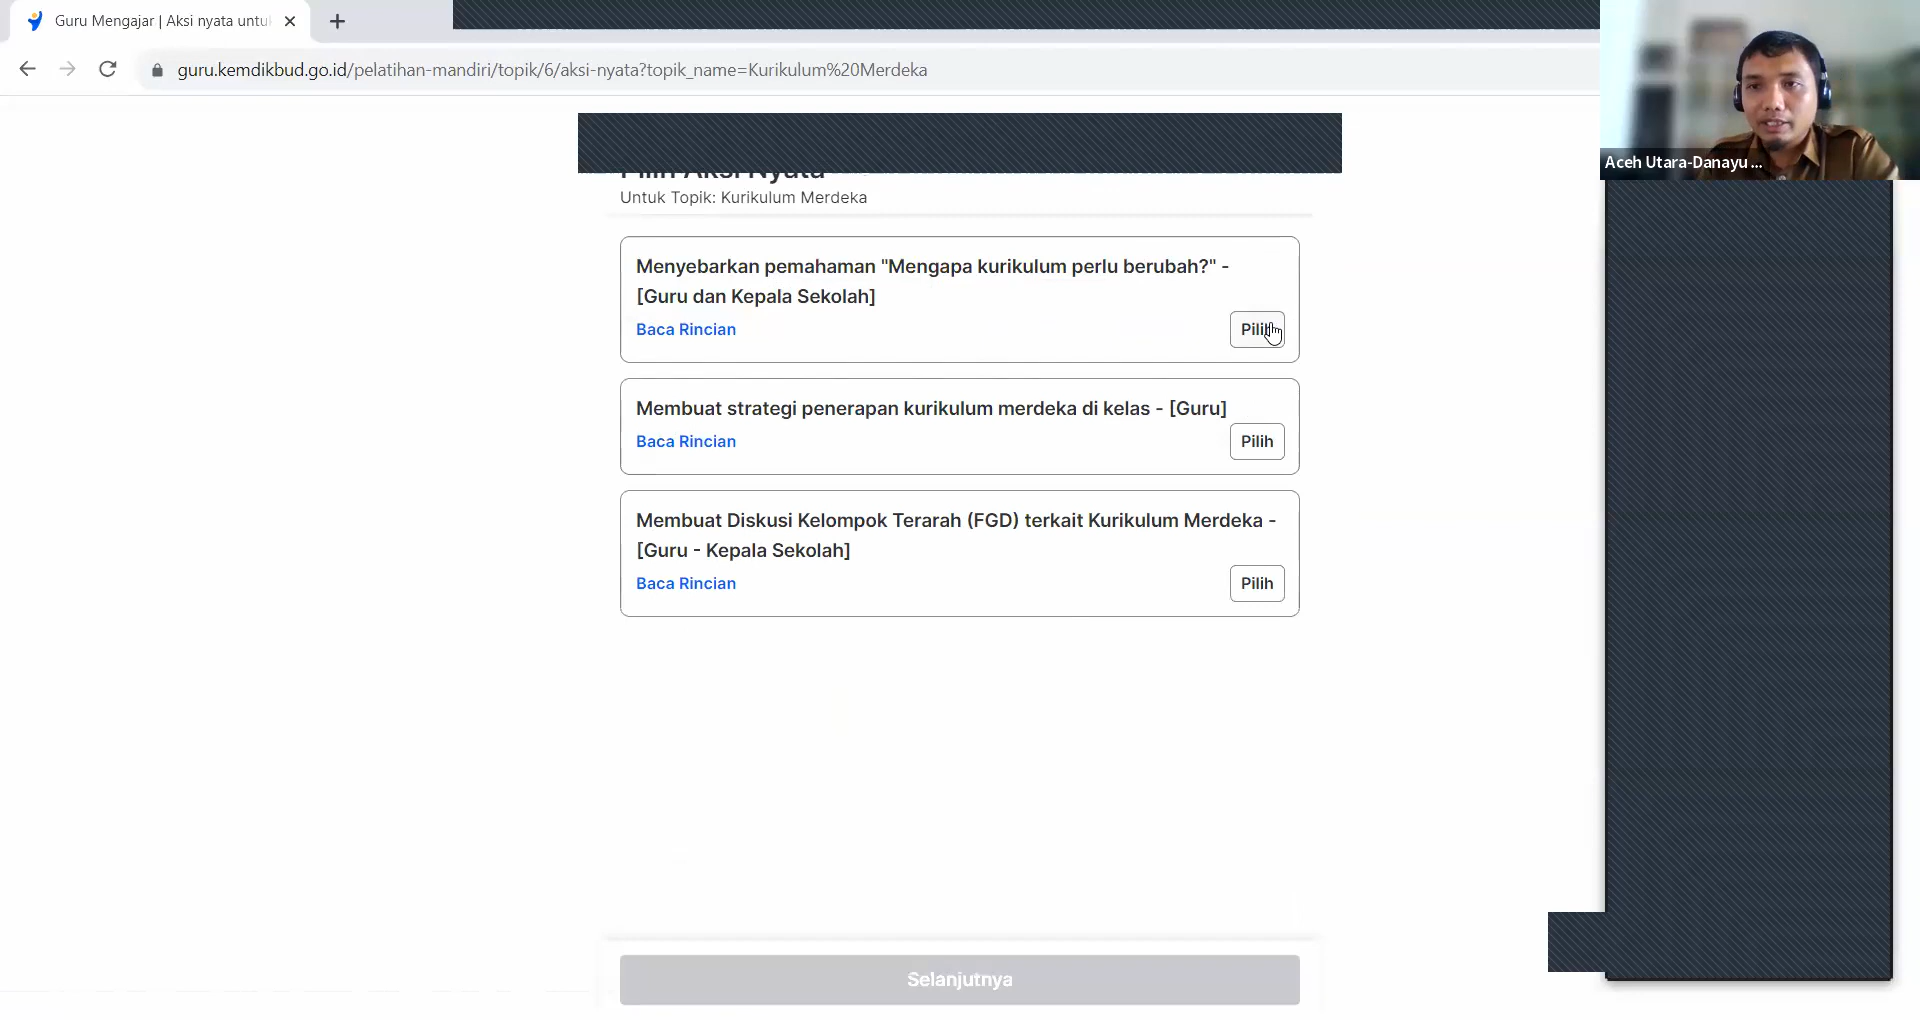 Guru Mengajar | Aksi nyata untu
guru.kemdikbud.go.id/pelatihan-mandiri/topik/6/aksi-nyata?topik_name=Kurikulum%20Merdeka
Aceh Utara-Danayu ...
Pilih Aksi Nyata
Untuk Topik: Kurikulum Merdeka
Menyebarkan pemahaman "Mengapa kurikulum perlu berubah?" -
[Guru dan Kepala Sekolah]
Baca Rincian
Pilih
Membuat strategi penerapan kurikulum merdeka di kelas - [Guru]
Baca Rincian
Pilih
Membuat Diskusi Kelompok Terarah (FGD) terkait Kurikulum Merdeka -
[Guru - Kepala Sekolah]
Baca Rincian
Pilih
Selanjutnya